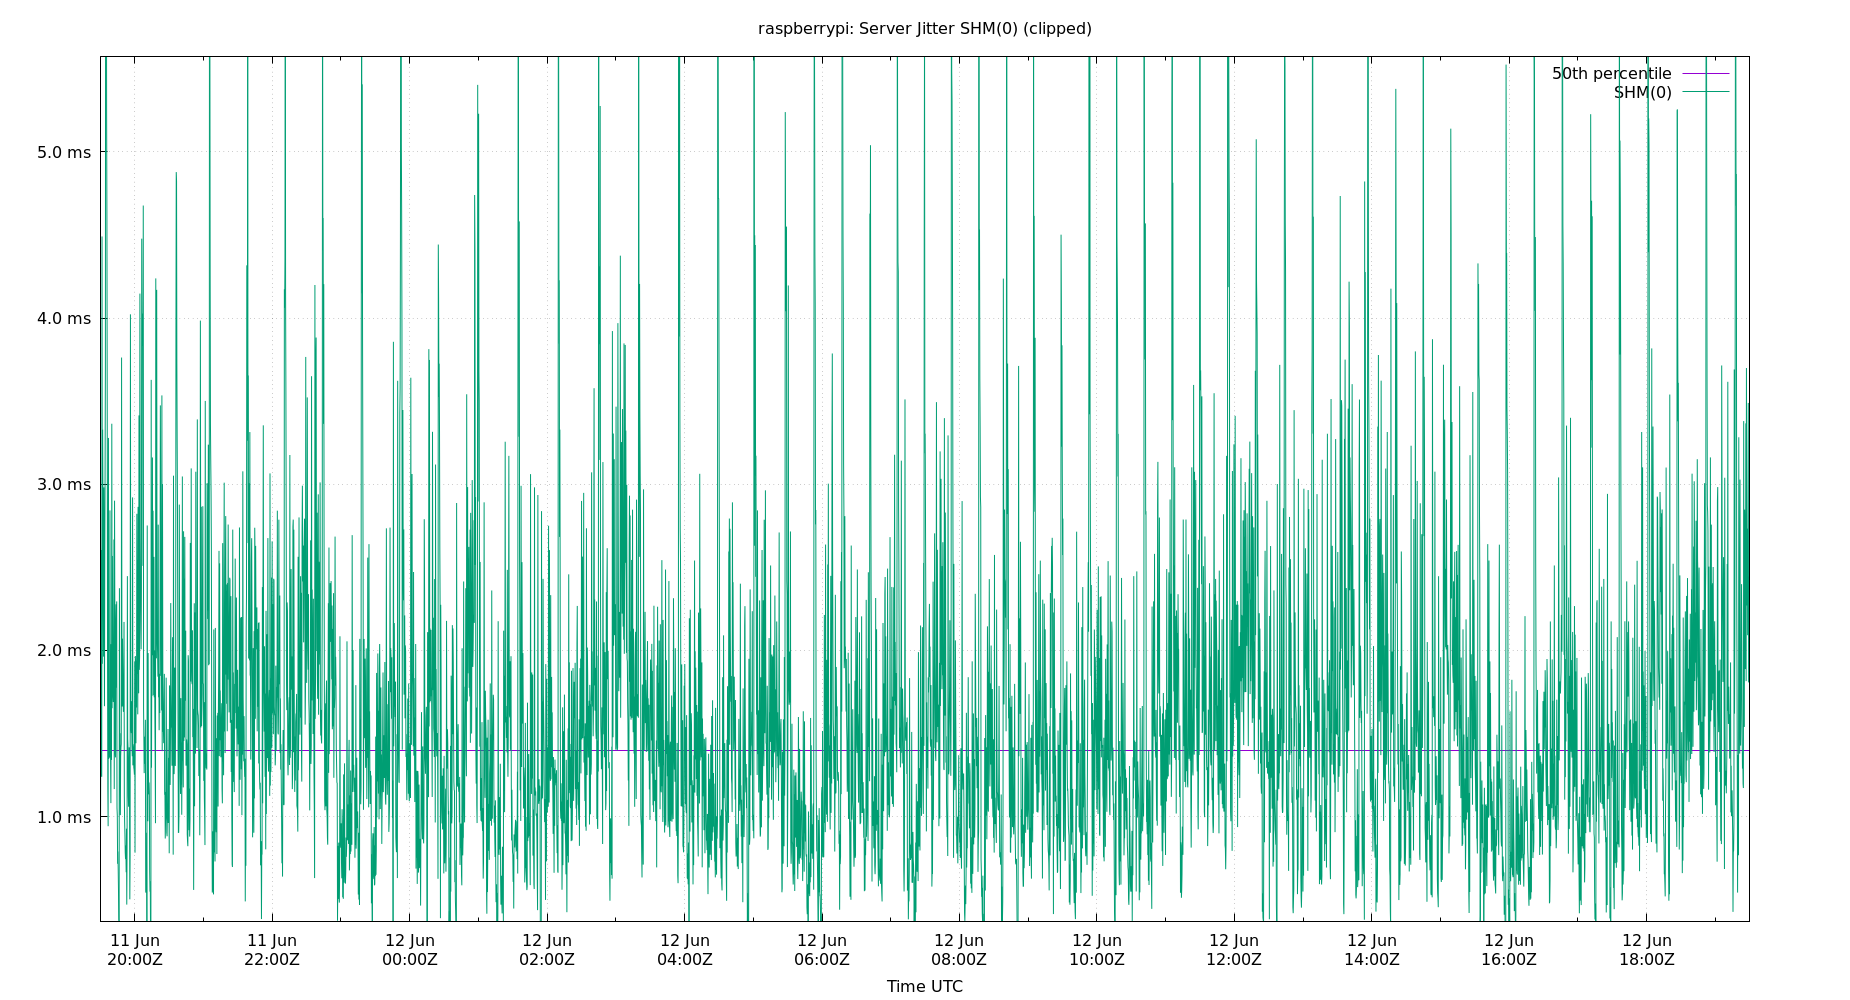 raspberrypi: Server Jitter SHM(0) (clipped)
50th percentile
SHM(0)
5.0 ms
4.0 ms
3.0 ms
2.0 ms
1.0 ms
11 Jun 11 Jun 12 Jun 12 Jun 12 Jun 12 Jun 12 Jun 12 Jun 12 Jun 12 Jun 12 Jun 12 Jun
20:00Z 22:00Z 00:00Z 02:00Z 04:00Z 06:00Z 08:00Z 10:00Z 12:00Z 14:00Z 16:00Z 18:00Z
Time UTC